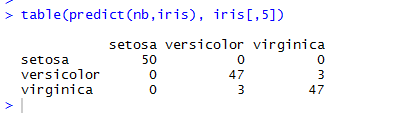 > table(predict(nb,iris), iris[,5])
setosa versicolor virginica
setosa 50 0 0
versicolor 0 47 3
virginica 0 3 47
>